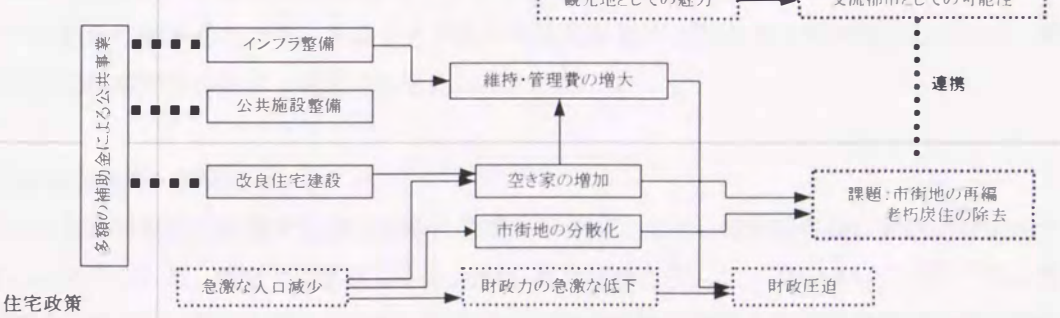 観光地としての魅力
交流都市としての可能性
多額の補助金による公共事業
インフラ整備
公共施設整備
改良住宅建設
維持・管理費の増大
連携
空き家の増加
市街地の分散化
課題：市街地の再編
老朽炭住の除去
急激な人口減少
財政力の急激な低下
財政圧迫
住宅政策